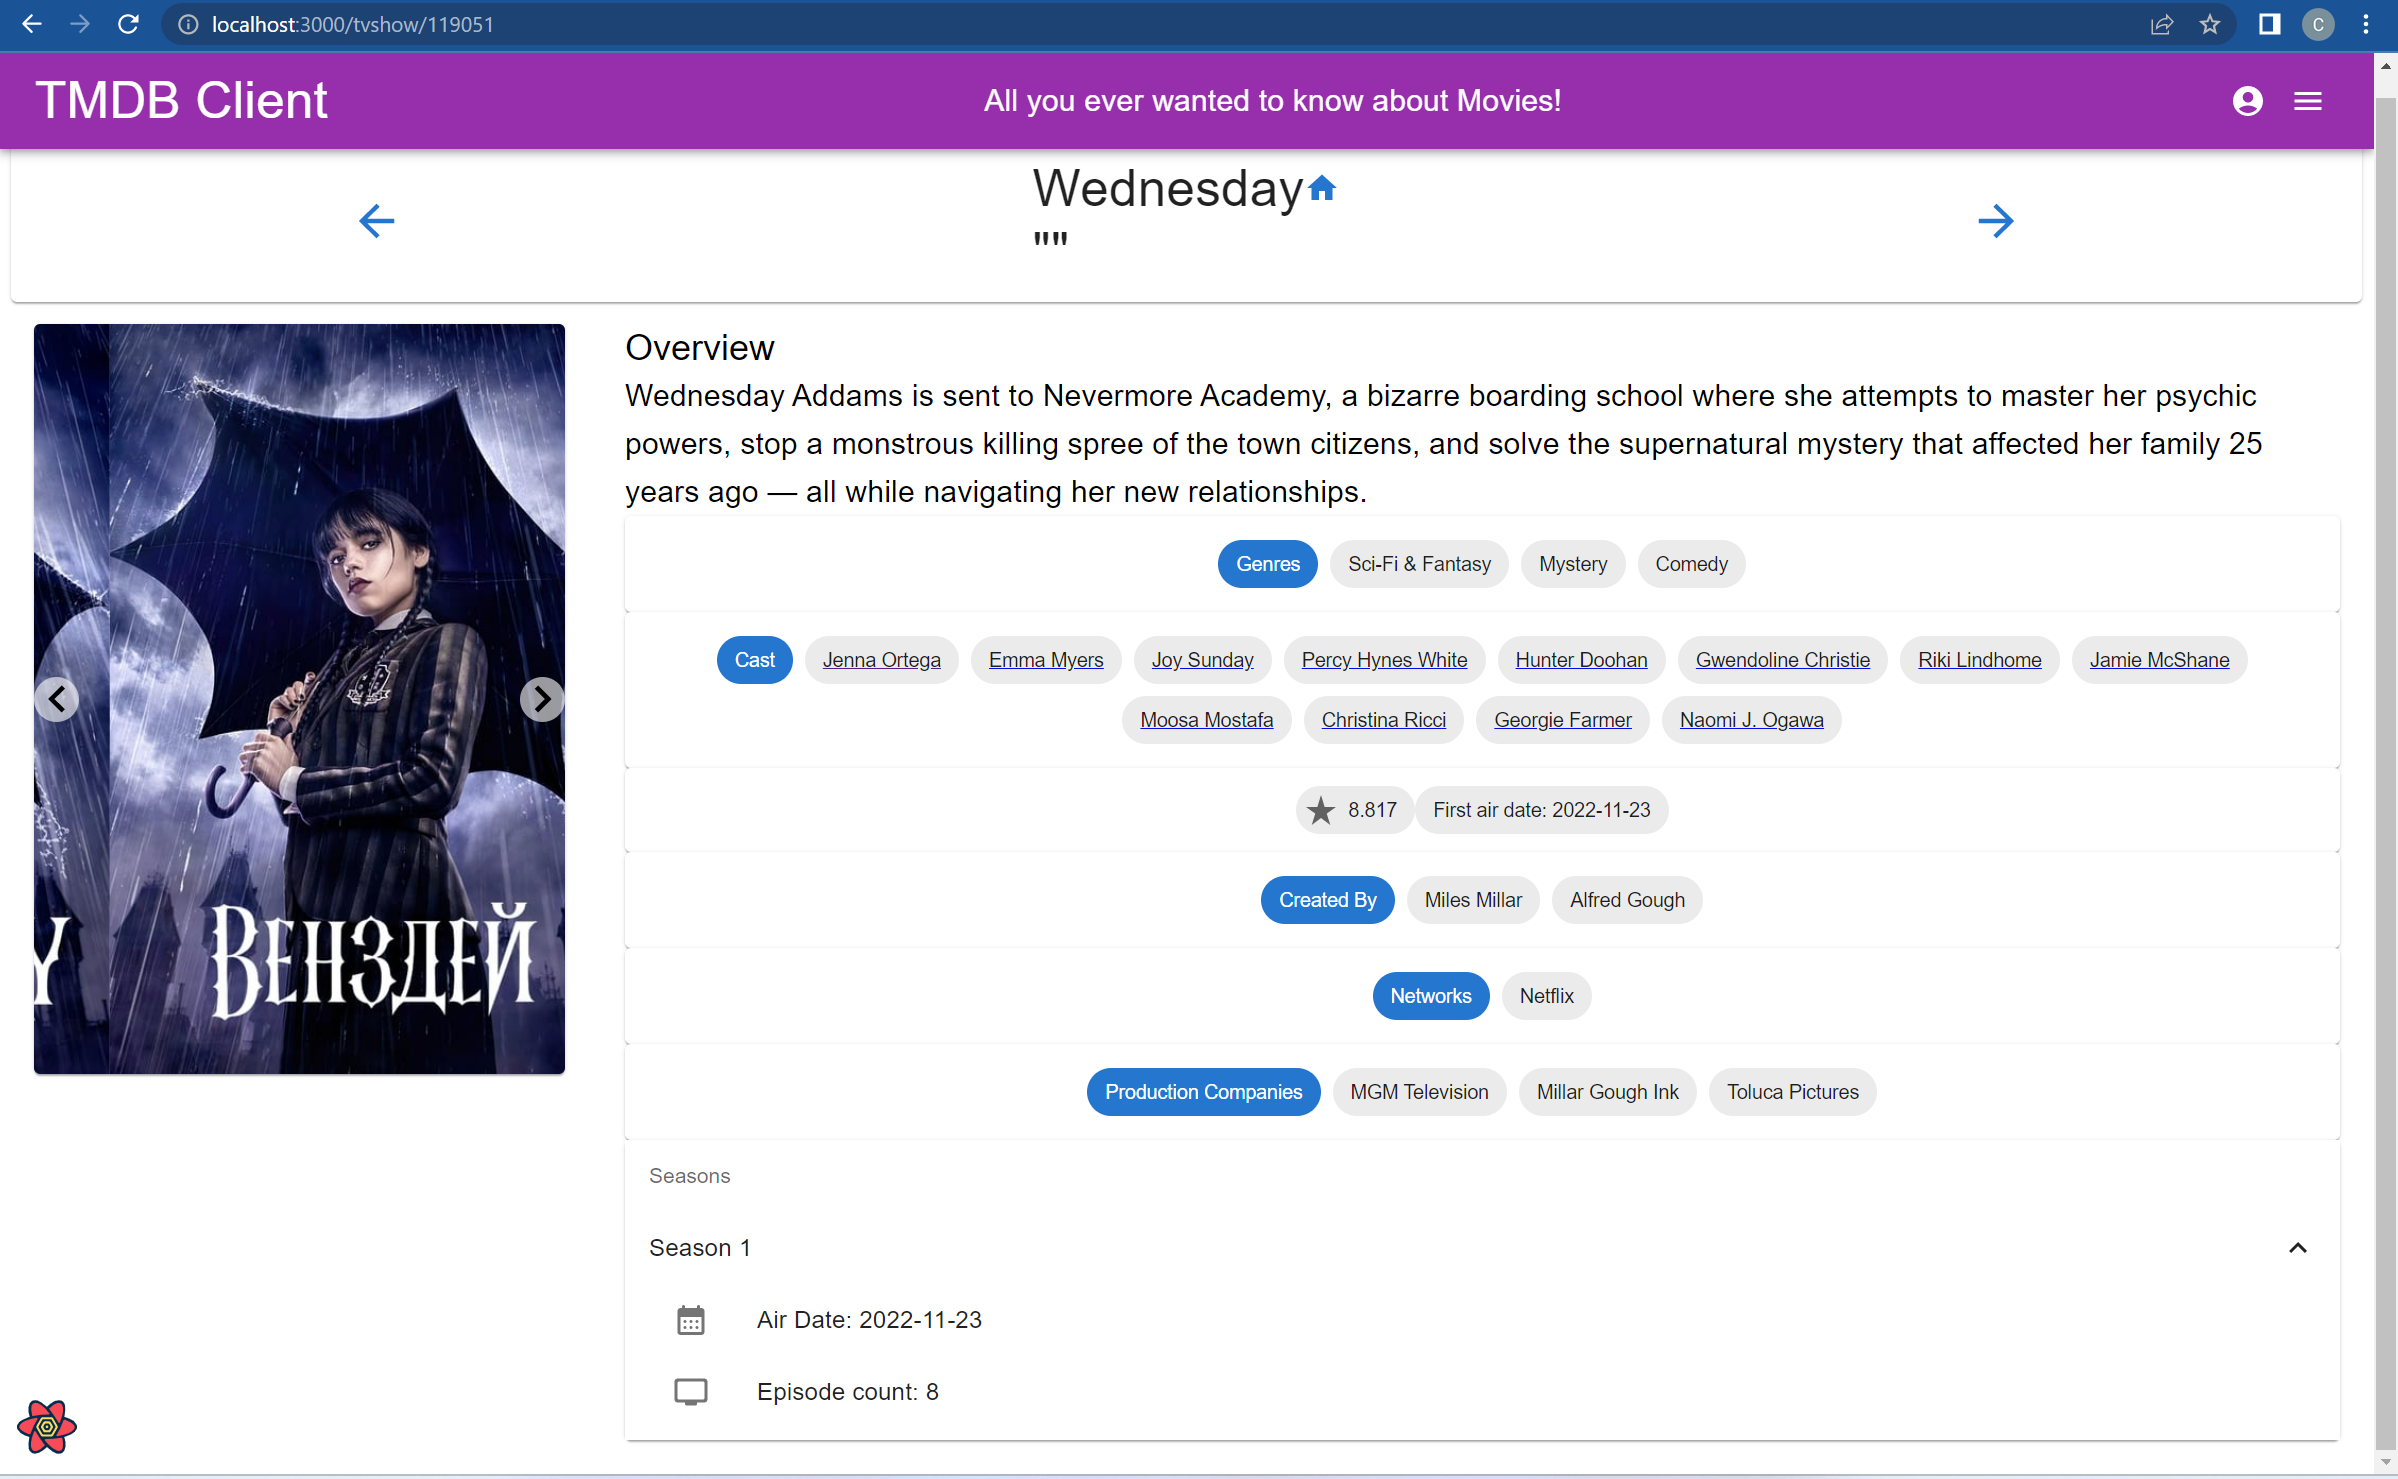 localhost:3000/tvshow/119051
C
TMDB Client
All you ever wanted to know about Movies!
Wednesday
""
Y
Венздей
Overview
Wednesday Addams is sent to Nevermore Academy, a bizarre boarding school where she attempts to master her psychic
powers, stop a monstrous killing spree of the town citizens, and solve the supernatural mystery that affected her family 25
years ago — all while navigating her new relationships.
Genres Sci-Fi & Fantasy Mystery Comedy
Cast Jenna Ortega Emma Myers Joy Sunday Percy Hynes White Hunter Doohan Gwendoline Christie Riki Lindhome Jamie McShane
Moosa Mostafa Christina Ricci Georgie Farmer Naomi J. Ogawa
8.817 First air date: 2022-11-23
Created By Miles Millar Alfred Gough
Networks Netflix
Production Companies MGM Television Millar Gough Ink Toluca Pictures
Seasons
Season 1
Air Date: 2022-11-23
Episode count: 8